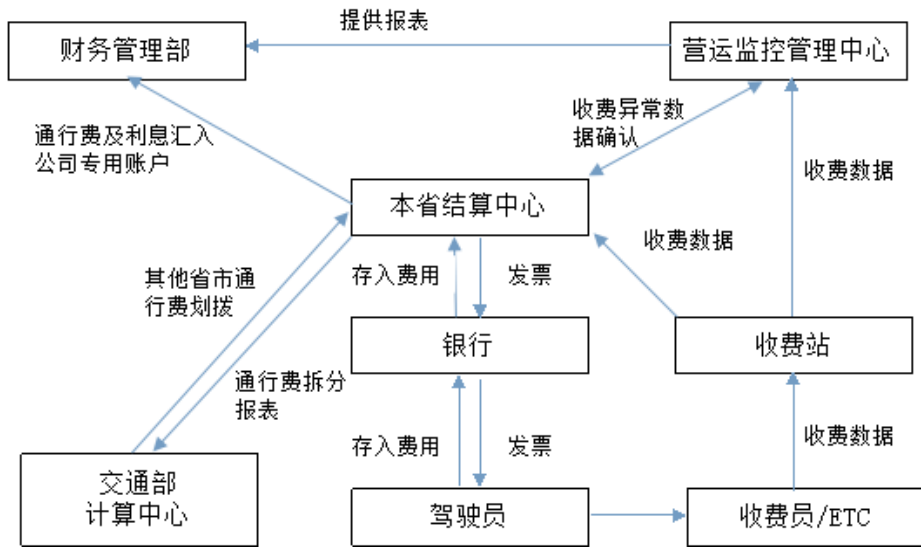 提供报表
财务管理部
营运监控管理中心
通行费及利息汇入
公司专用账户
收费异常数
据确认
收费数据
本省结算中心
收费数据
其他省市通
行费划拨
存入费用
发票
银行
收费站
通行费拆分
报表
存入费用
发票
收费数据
交通部
计算中心
驾驶员
收费员/ETC